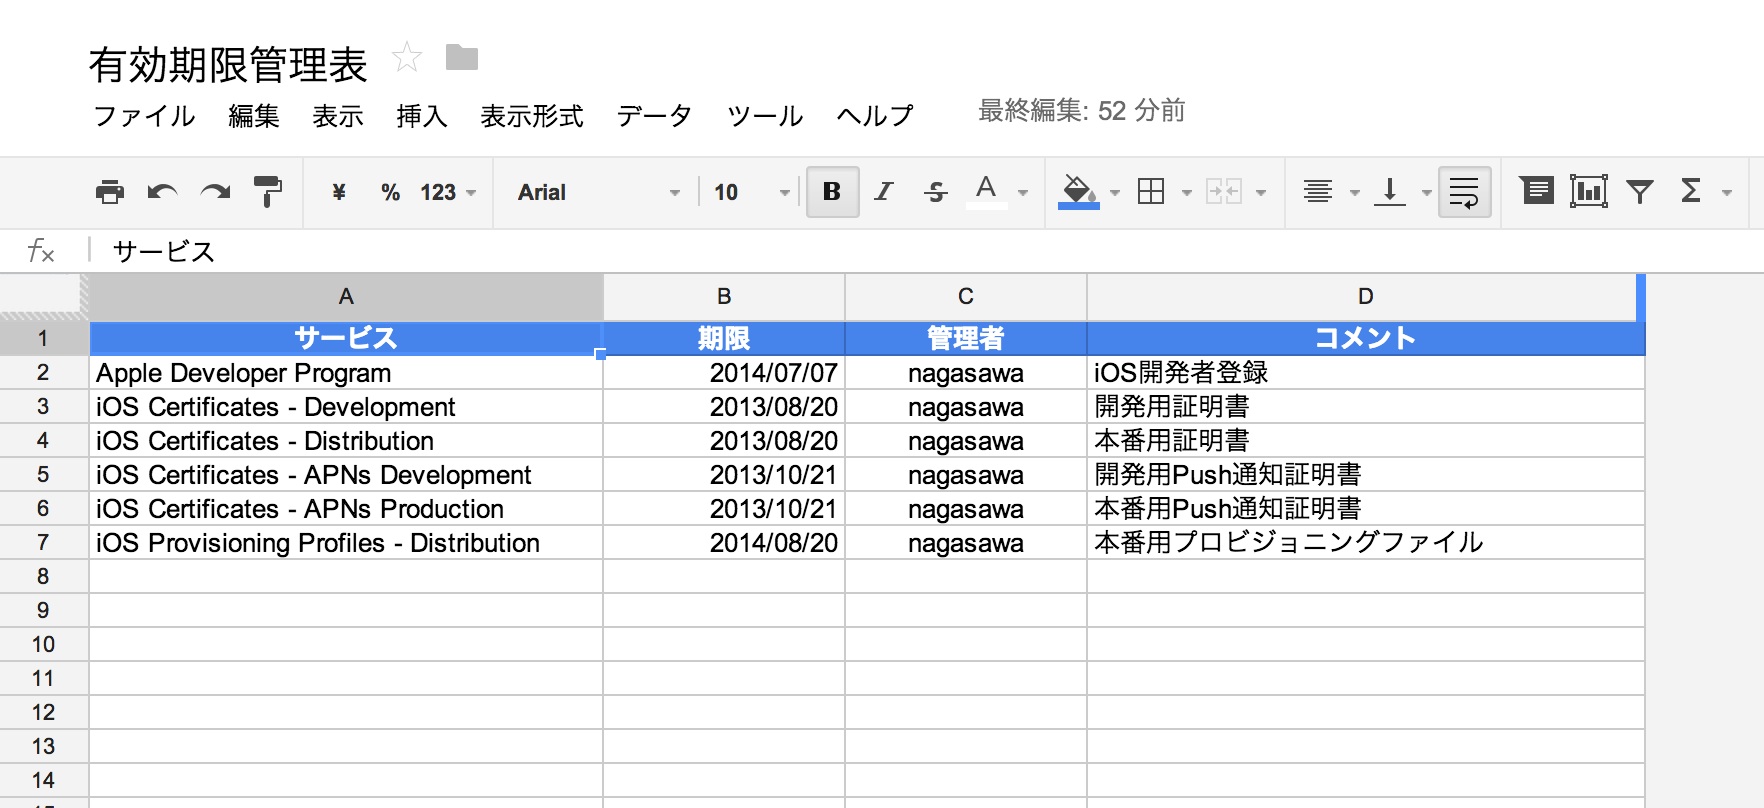 有効期限管理表
ファイル 編集 表示 挿入 表示形式 データ ツール ヘルプ 最終編集: 52 分前
¥ % 123 Arial 10 B I S A Σ
fx サービス
A B C D
1 サービス 期限 管理者 コメント
2 Apple Developer Program 2014/07/07 nagasawa iOS開発者登録
3 iOS Certificates - Development 2013/08/20 nagasawa 開発用証明書
4 iOS Certificates - Distribution 2013/08/20 nagasawa 本番用証明書
5 iOS Certificates - APNs Development 2013/10/21 nagasawa 開発用Push通知証明書
6 iOS Certificates - APNs Production 2013/10/21 nagasawa 本番用Push通知証明書
7 iOS Provisioning Profiles - Distribution 2014/08/20 nagasawa 本番用プロビジョニングファイル
8
9
10
11
12
13
14